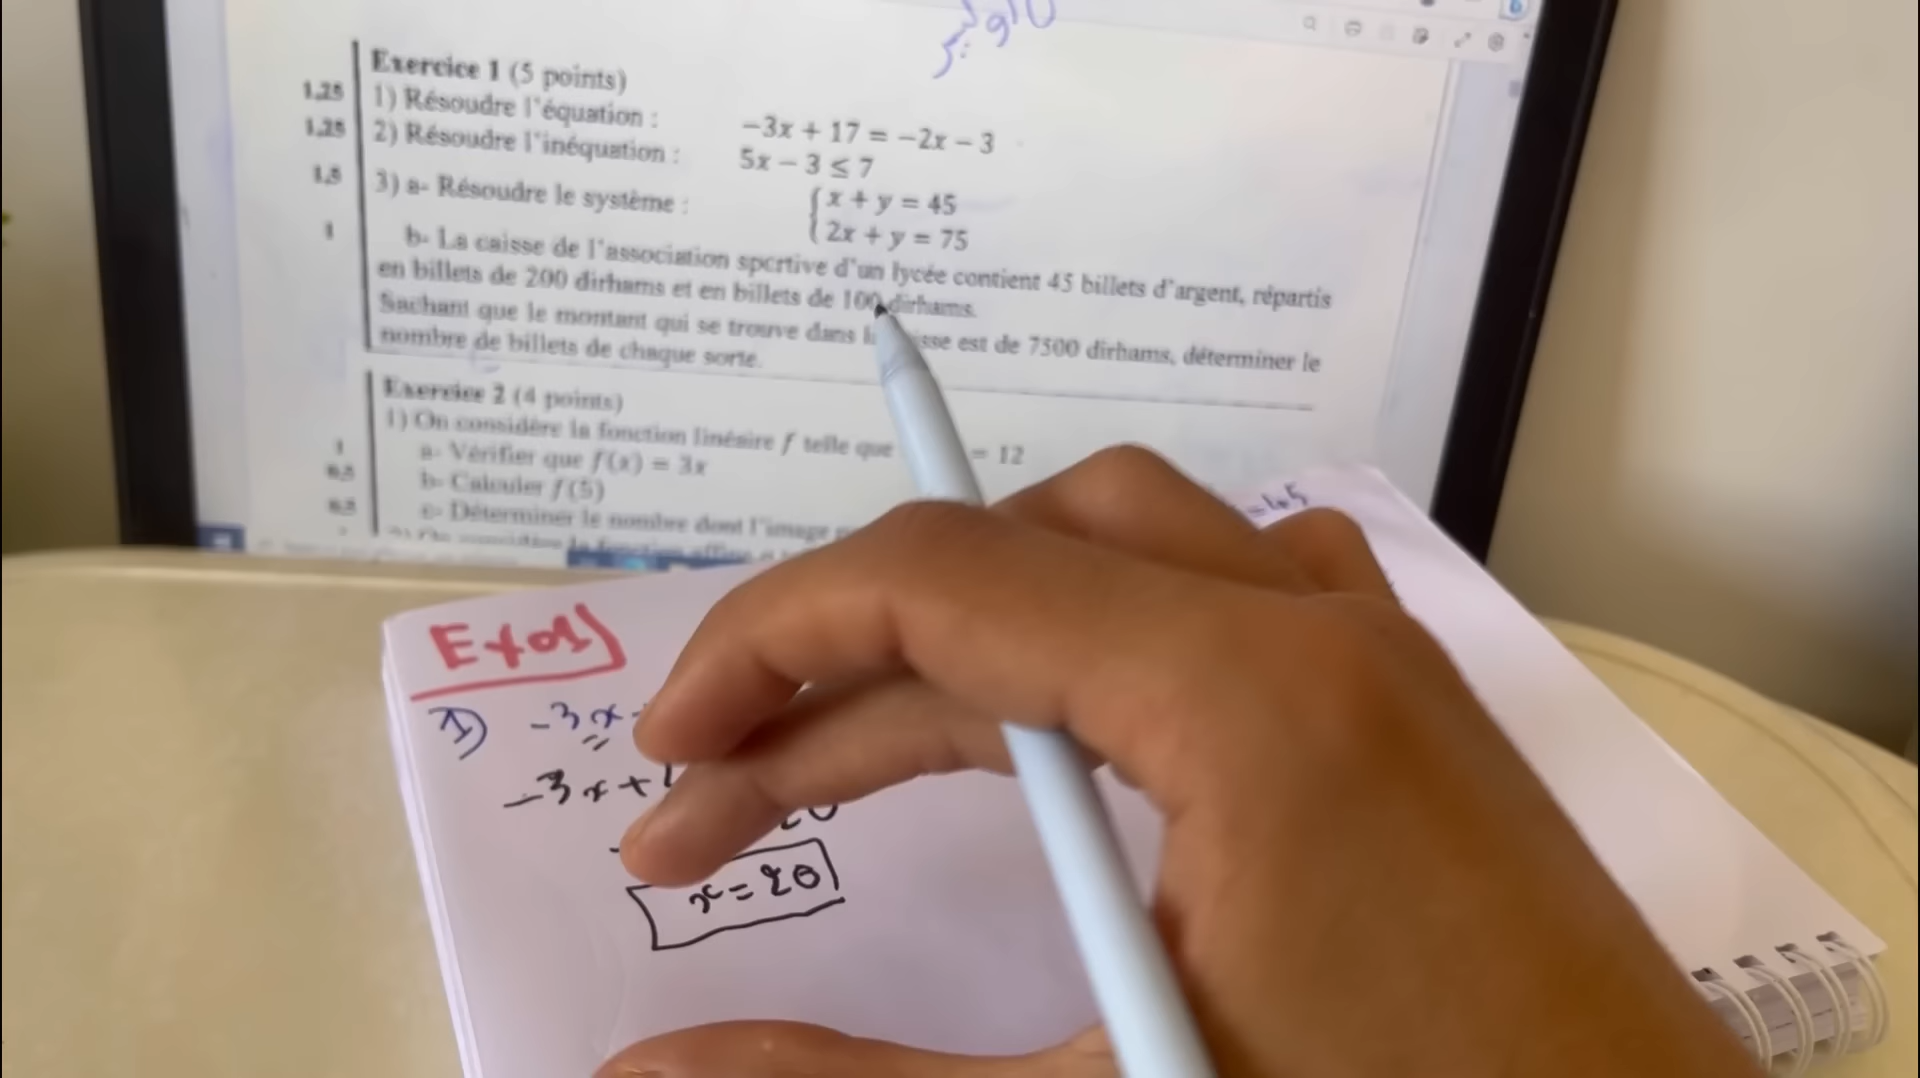 Exercice 1 (5 points)
1,25 1) Résoudre l'équation : -3x + 17 = -2x - 3
1,25 2) Résoudre l'inéquation : 5x - 3 ≤ 7
1,5 3) a- Résoudre le système : { x + y = 45
2x + y = 75
1 b- La caisse de l'association sportive d'un lycée contient 45 billets d'argent, répartis
en billets de 200 dirhams et en billets de 100 dirhams.
Sachant que le montant qui se trouve dans est de 7500 dirhams, déterminer le
nombre de billets de chaque sorte.
Exercice 2 (4 points)
1) On considère la fonction linéaire f telle que = 12
1 a- Vérifier que f(x) = 3x
0,5 b- Calculer f(5)
0,5 c- Déterminer le nombre dont l'image
=45
Exo1
1) -3x
-3x+
20
x=20